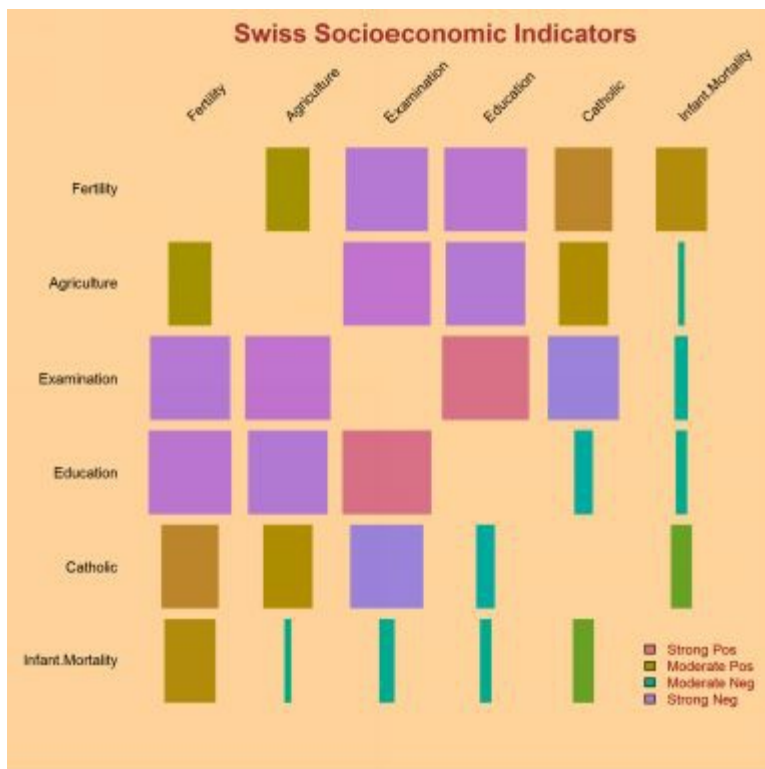 Swiss Socioeconomic Indicators
Fertility
Agriculture
Examination
Education
Catholic
Infant.Mortality
Fertility
Agriculture
Examination
Education
Catholic
Infant.Mortality
Strong Pos
Moderate Pos
Moderate Neg
Strong Neg